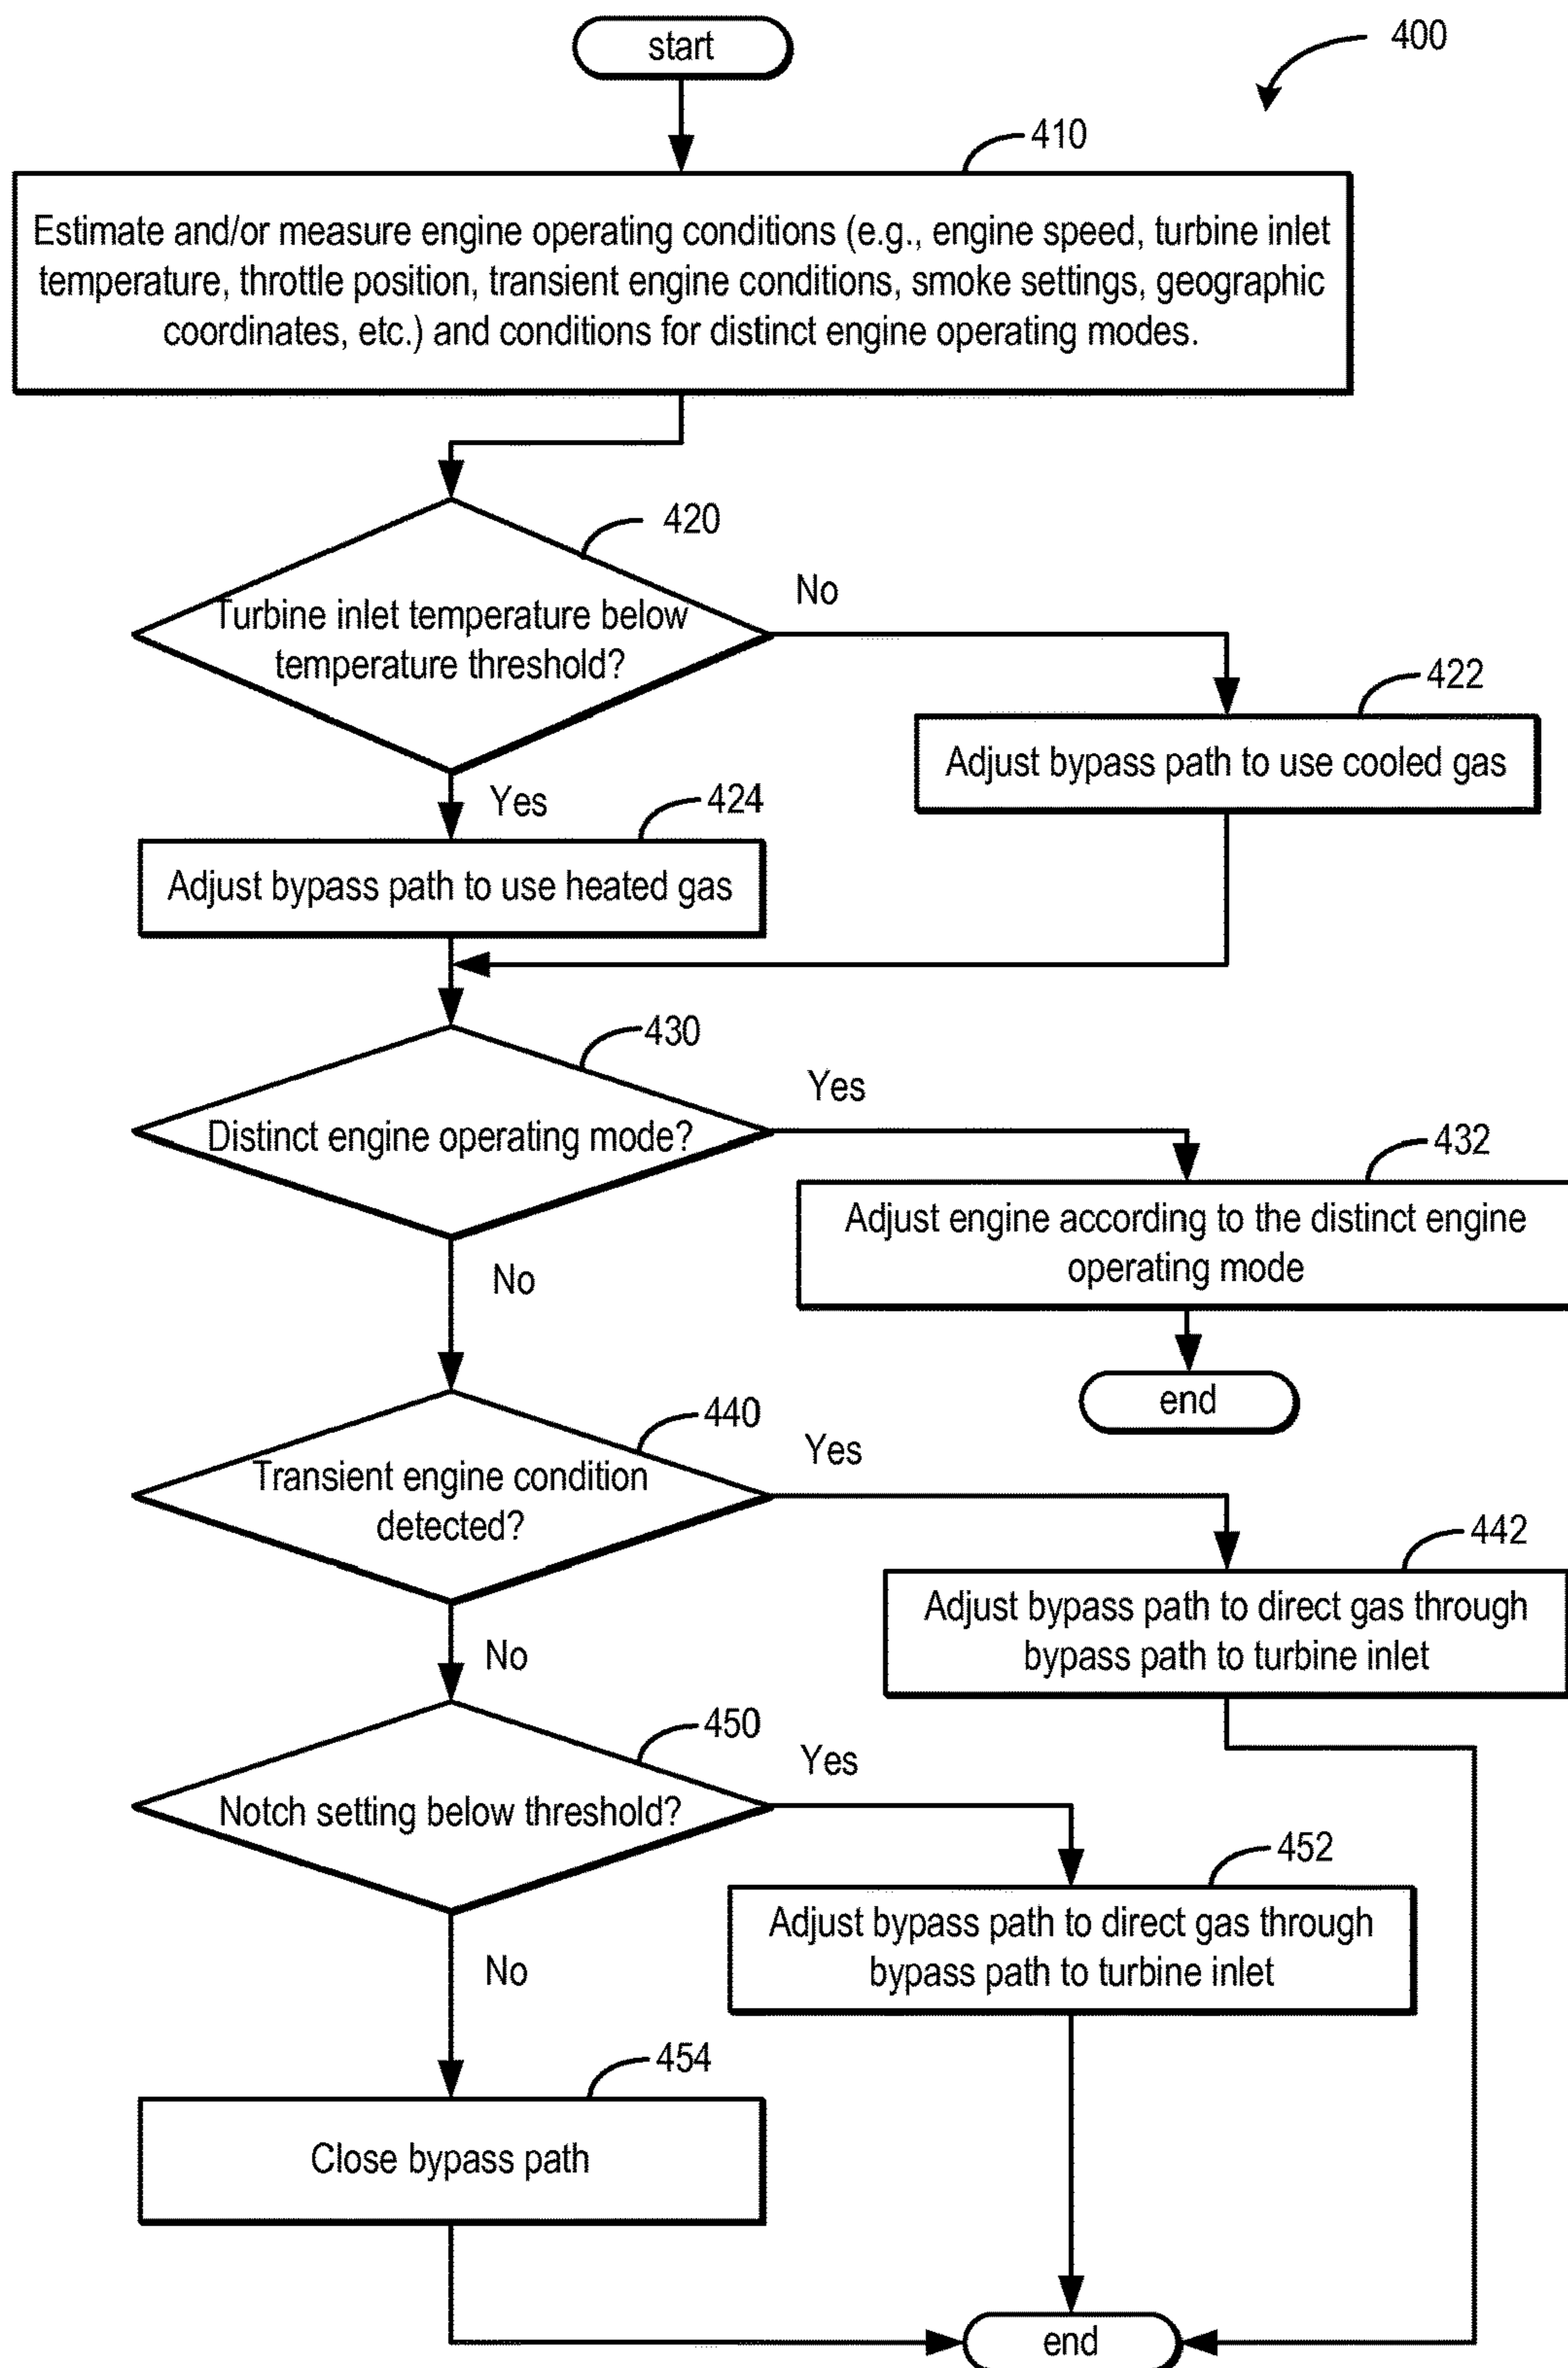 start
400
410
Estimate and/or measure engine operating conditions (e.g., engine speed, turbine inlet
temperature, throttle position, transient engine conditions, smoke settings, geographic
coordinates, etc.) and conditions for distinct engine operating modes.
420
No
Turbine inlet temperature below
temperature threshold?
422
Adjust bypass path to use cooled gas
Yes
424
Adjust bypass path to use heated gas
430
Yes
Distinct engine operating mode?
432
Adjust engine according to the distinct engine
operating mode
No
end
440
Yes
Transient engine condition
detected?
442
Adjust bypass path to direct gas through
bypass path to turbine inlet
No
450
Yes
Notch setting below threshold?
452
Adjust bypass path to direct gas through
bypass path to turbine inlet
No
454
Close bypass path
end